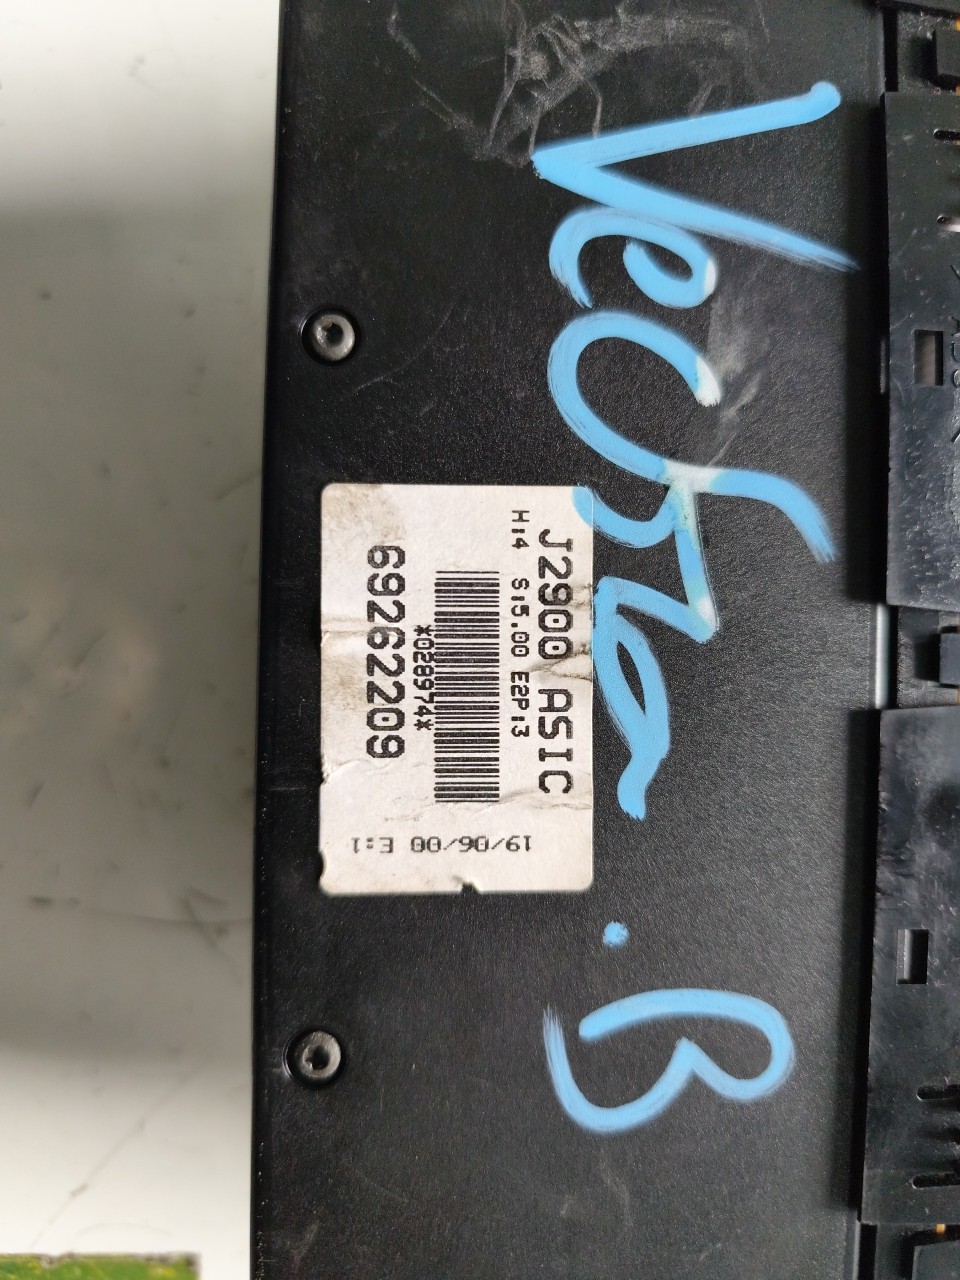 Vectra . B
J2900 ASIC
H:4 S:5.00 E2P:3
*028974*
69262209
19/06/00 E:1